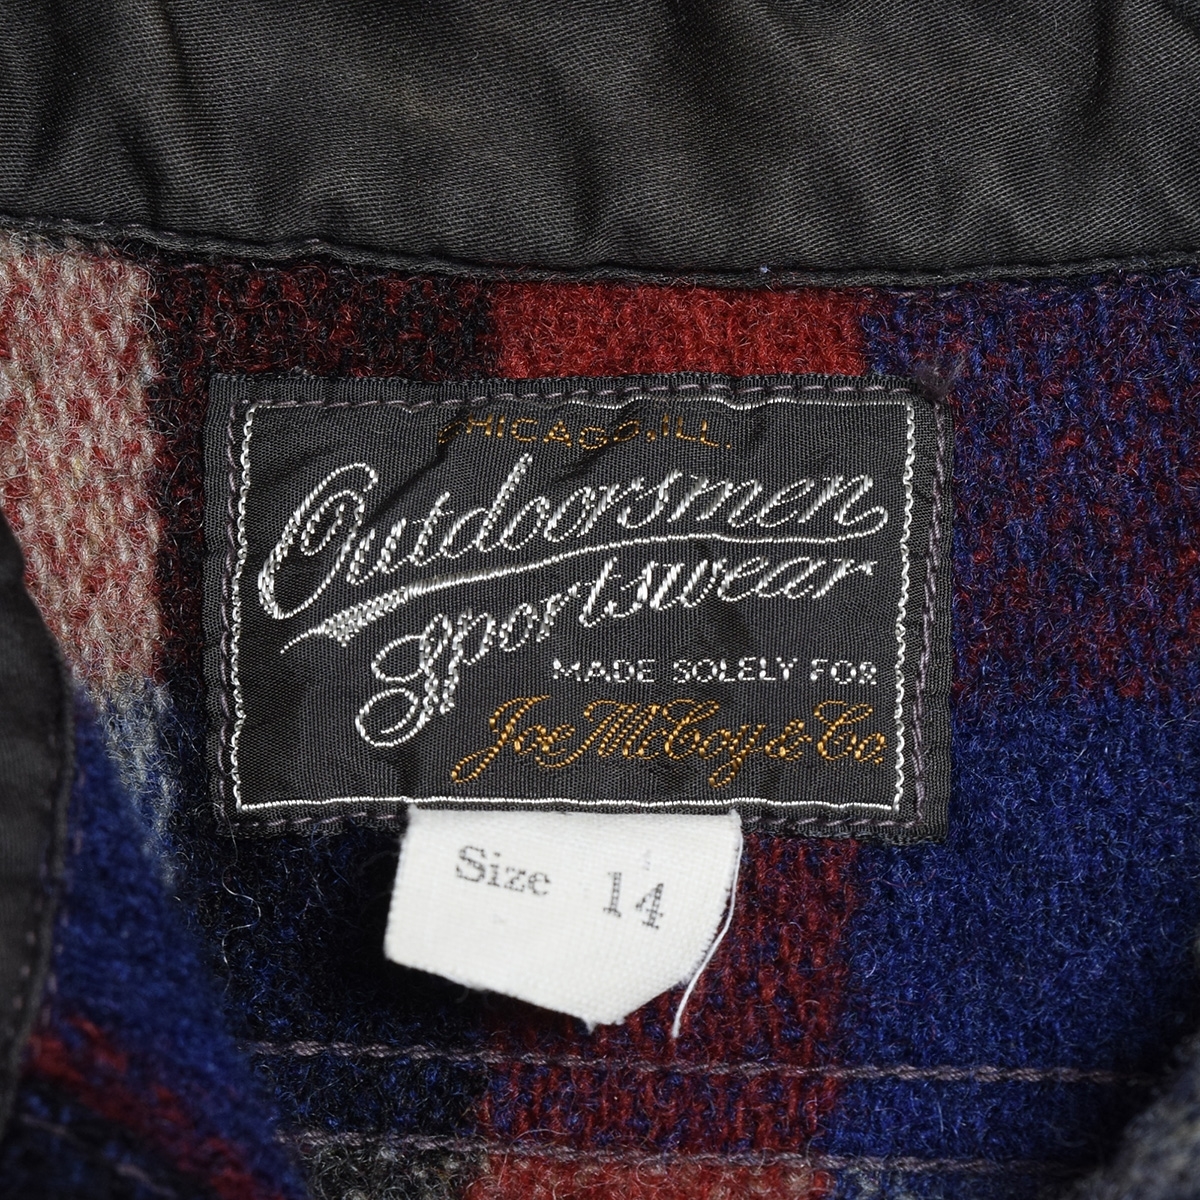 CHICAGO, ILL.
Outdoorsmen
Sportswear
MADE SOLELY FOR
Joe McCoy & Co.
Size 14